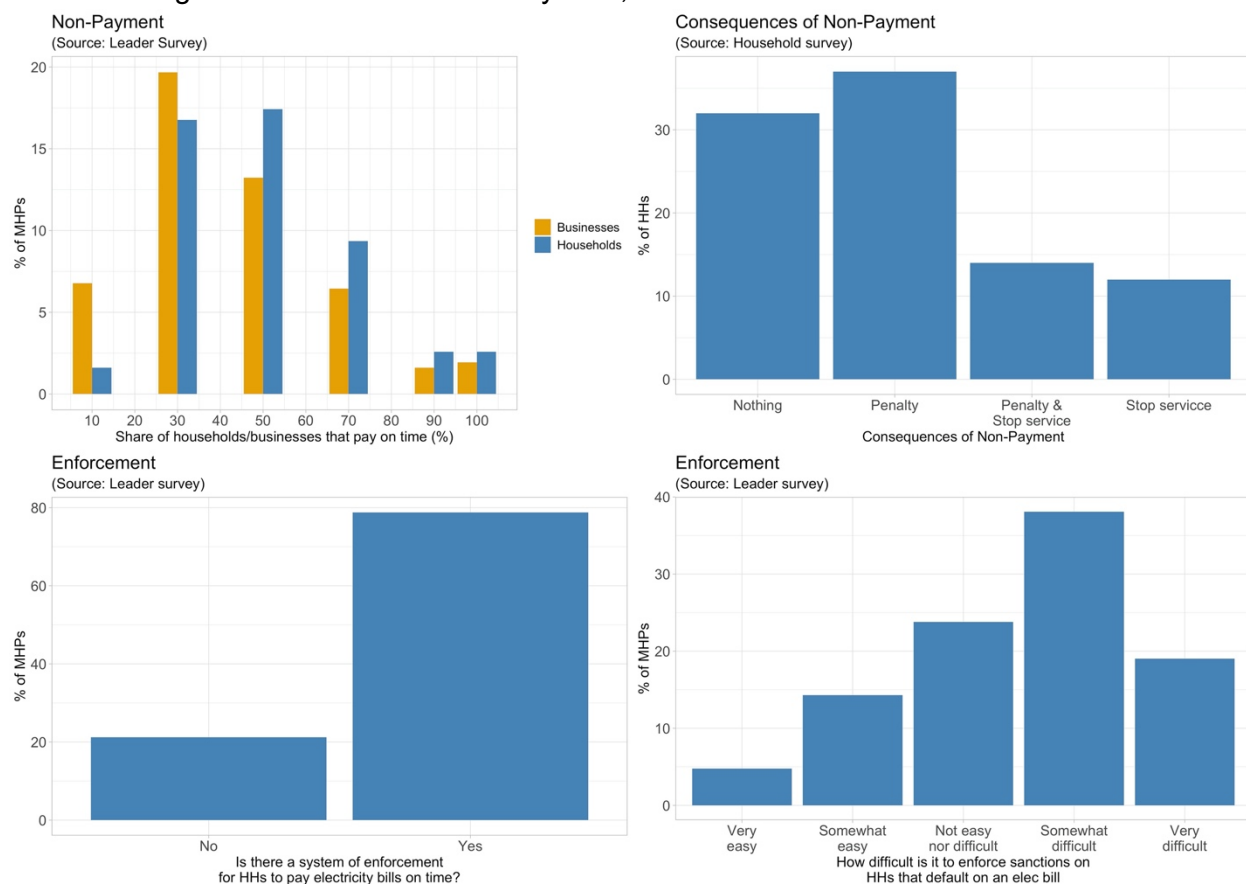 Non-Payment
(Source: Leader Survey)
20
15
10
5
0
% of MHPs
10 20 30 40 50 60 70 80 90 100
Share of households/businesses that pay on time (%)
Businesses
Households
Consequences of Non-Payment
(Source: Household survey)
30
20
10
0
% of HHs
Nothing
Penalty
Penalty &
Stop service
Stop servicce
Consequences of Non-Payment
Enforcement
(Source: Leader survey)
80
60
40
20
0
% of MHPs
No
Yes
Is there a system of enforcement
for HHs to pay electricity bills on time?
Enforcement
(Source: Leader survey)
40
30
20
10
0
% of MHPs
Very
easy
Somewhat
easy
Not easy
nor difficult
Somewhat
difficult
Very
difficult
How difficult is it to enforce sanctions on
HHs that default on an elec bill